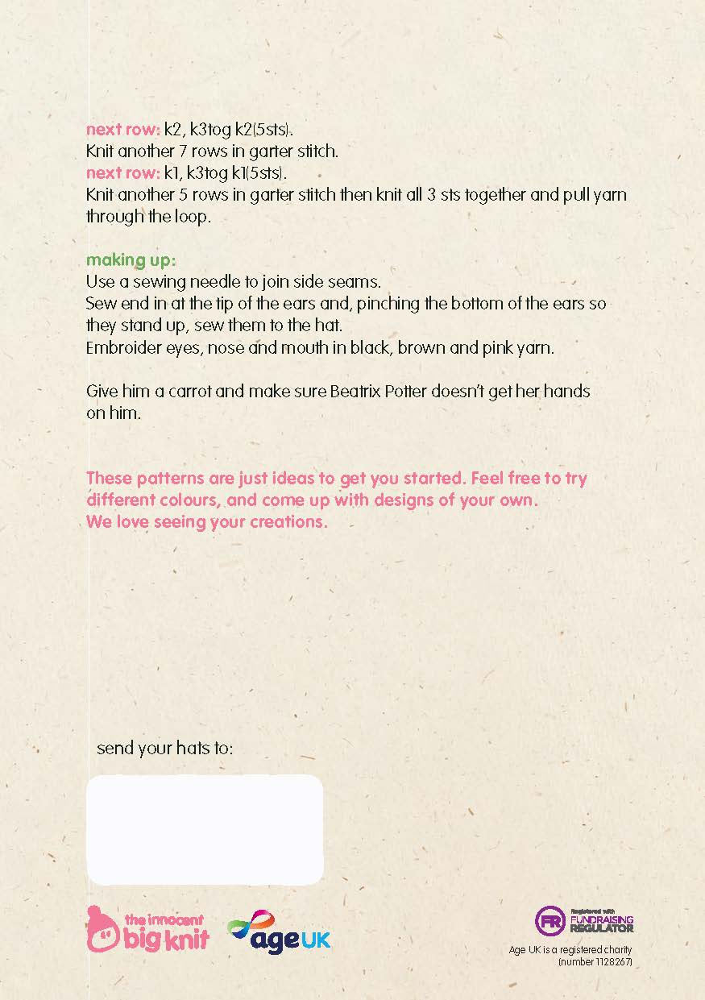 next row: k2, k3tog k2(5sts).
Knit another 7 rows in garter stitch.
next row: k1, k3tog k1(5sts).
Knit another 5 rows in garter stitch then knit all 3 sts together and pull yarn
through the loop.
making up:
Use a sewing needle to join side seams.
Sew end in at the tip of the ears and, pinching the bottom of the ears so
they stand up, sew them to the hat.
Embroider eyes, nose and mouth in black, brown and pink yarn.
Give him a carrot and make sure Beatrix Potter doesn't get her hands
on him.
These patterns are just ideas to get you started. Feel free to try
different colours, and come up with designs of your own.
We love seeing your creations.
send your hats to:
the innocent
big knit
age UK
FR
Registered with
FUNDRAISING
REGULATOR
Age UK is a registered charity
(number 1128267)